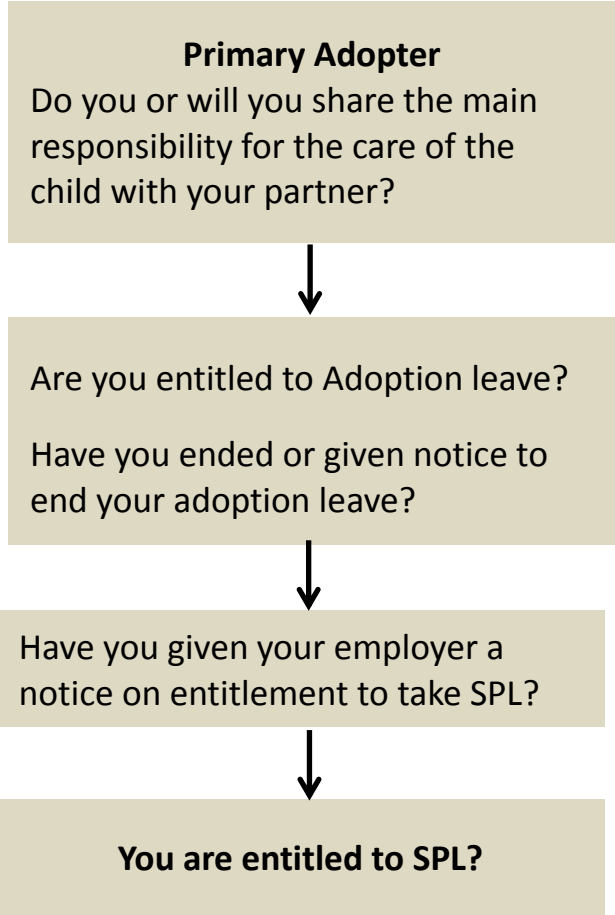 Primary Adopter
Do you or will you share the main
responsibility for the care of the
child with your partner?
Are you entitled to Adoption leave?
Have you ended or given notice to
end your adoption leave?
Have you given your employer a
notice on entitlement to take SPL?
You are entitled to SPL?